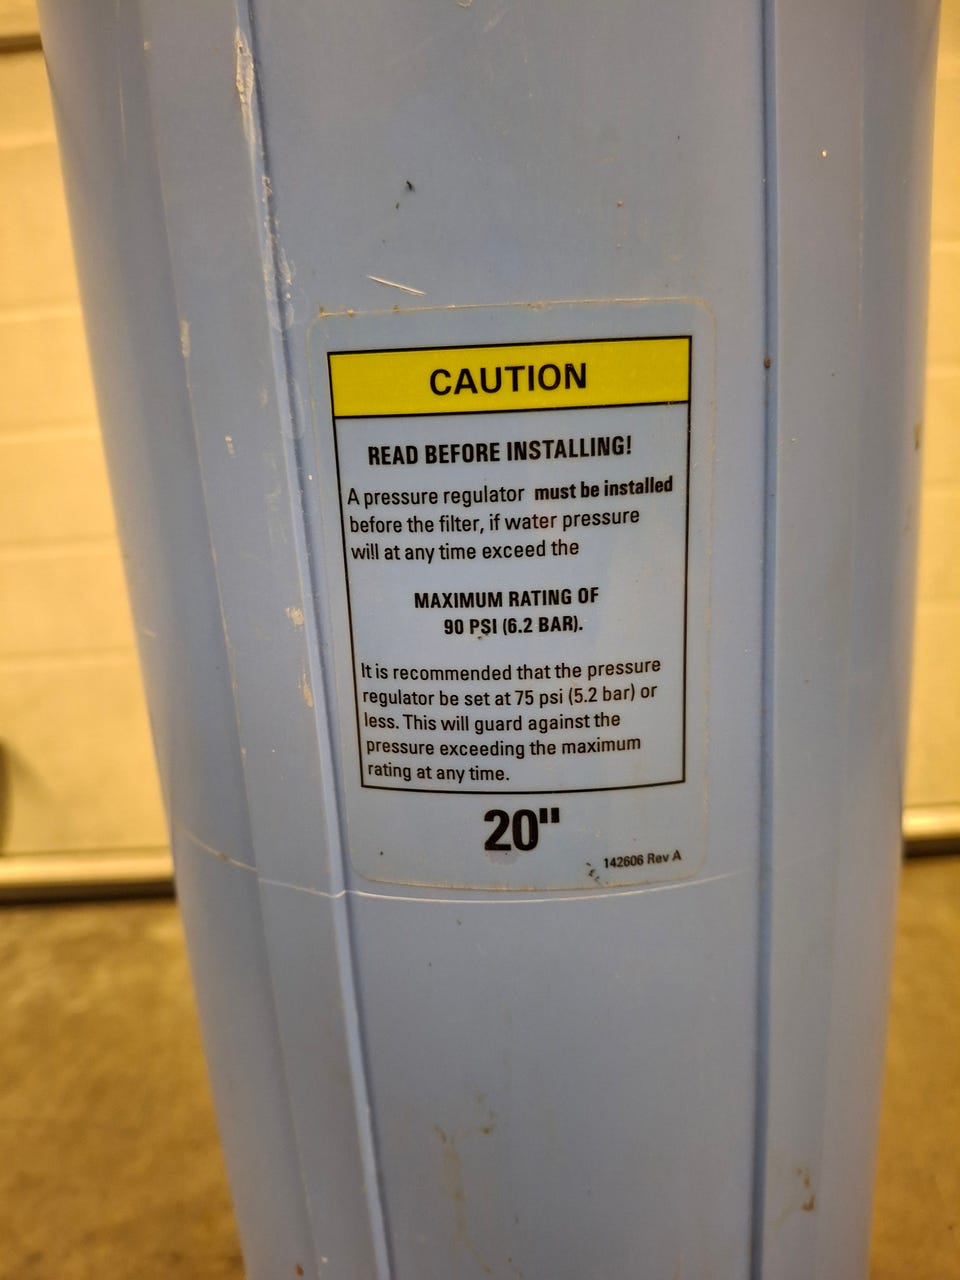 CAUTION
READ BEFORE INSTALLING!
A pressure regulator must be installed
before the filter, if water pressure
will at any time exceed the
MAXIMUM RATING OF
90 PSI (6.2 BAR).
It is recommended that the pressure
regulator be set at 75 psi (5.2 bar) or
less. This will guard against the
pressure exceeding the maximum
rating at any time.
20"
142606 Rev A